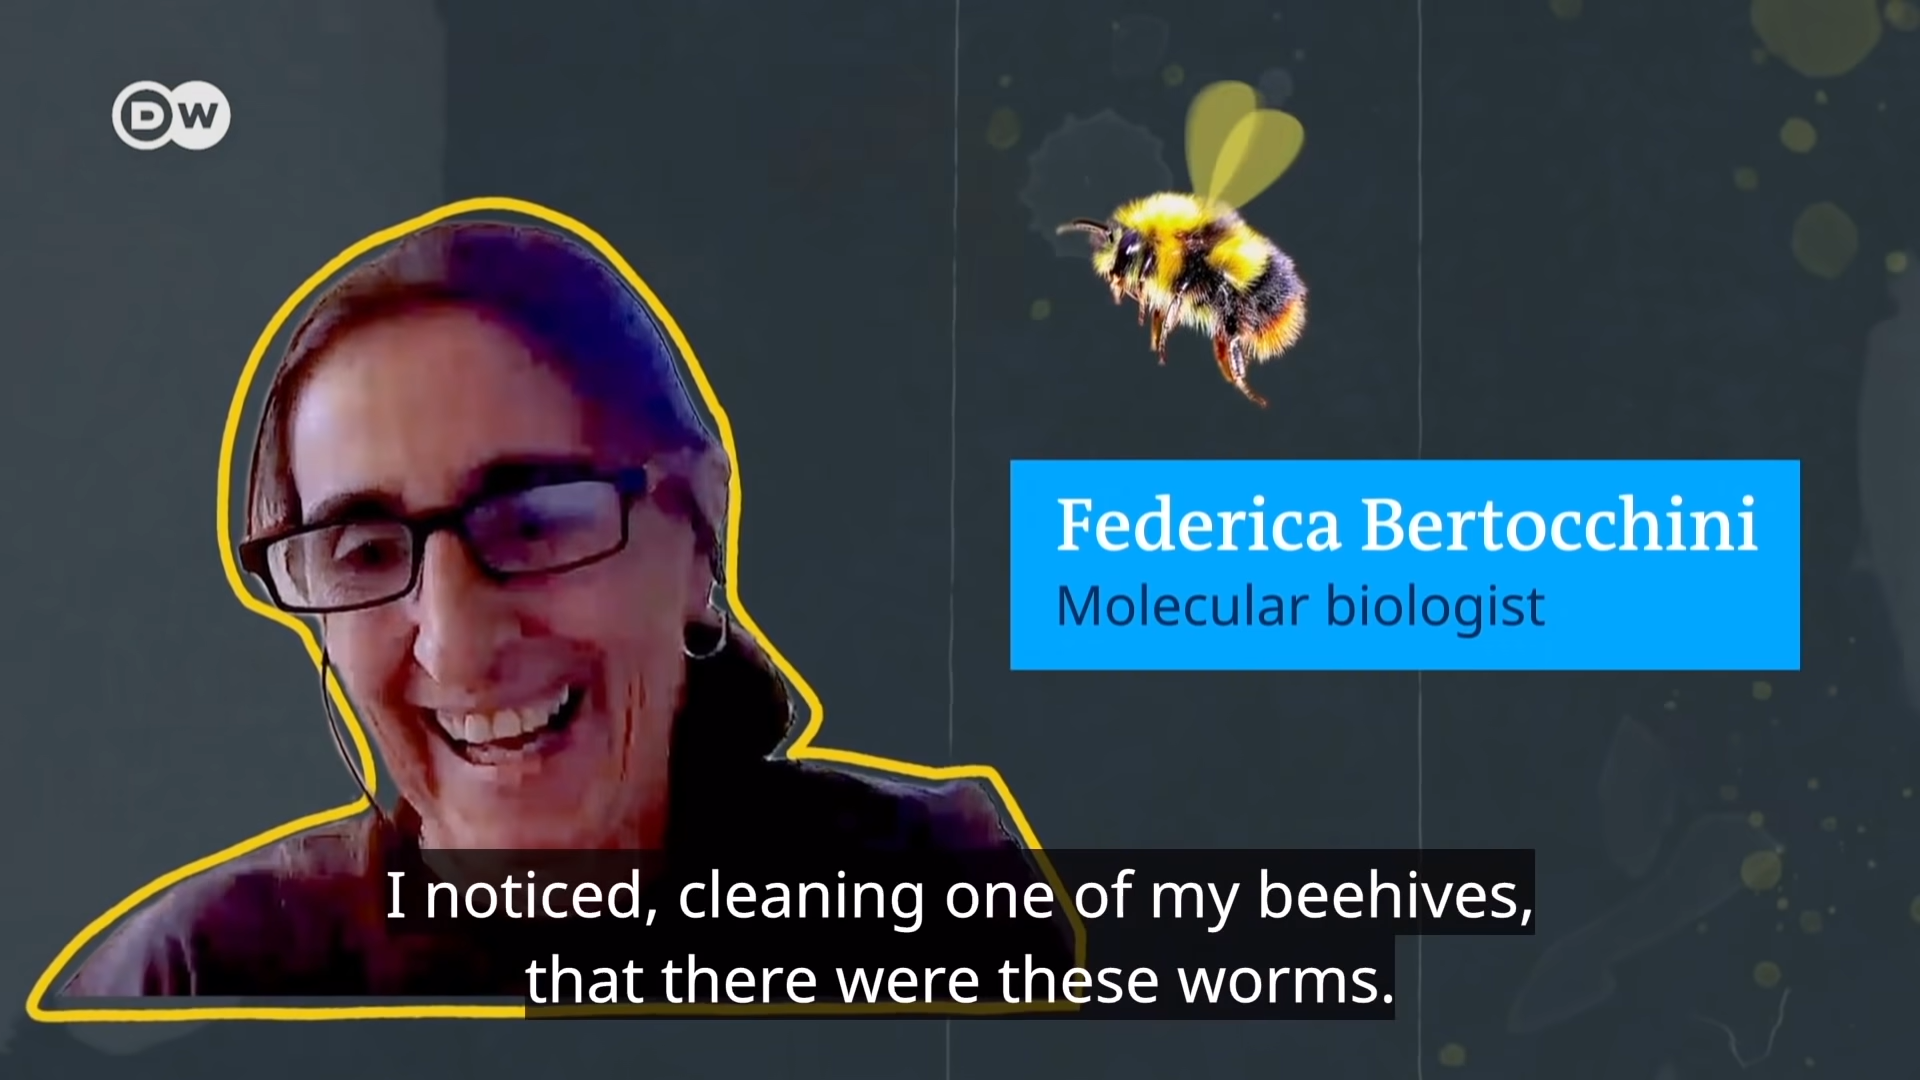 DW
Federica Bertocchini
Molecular biologist
I noticed, cleaning one of my beehives,
that there were these worms.